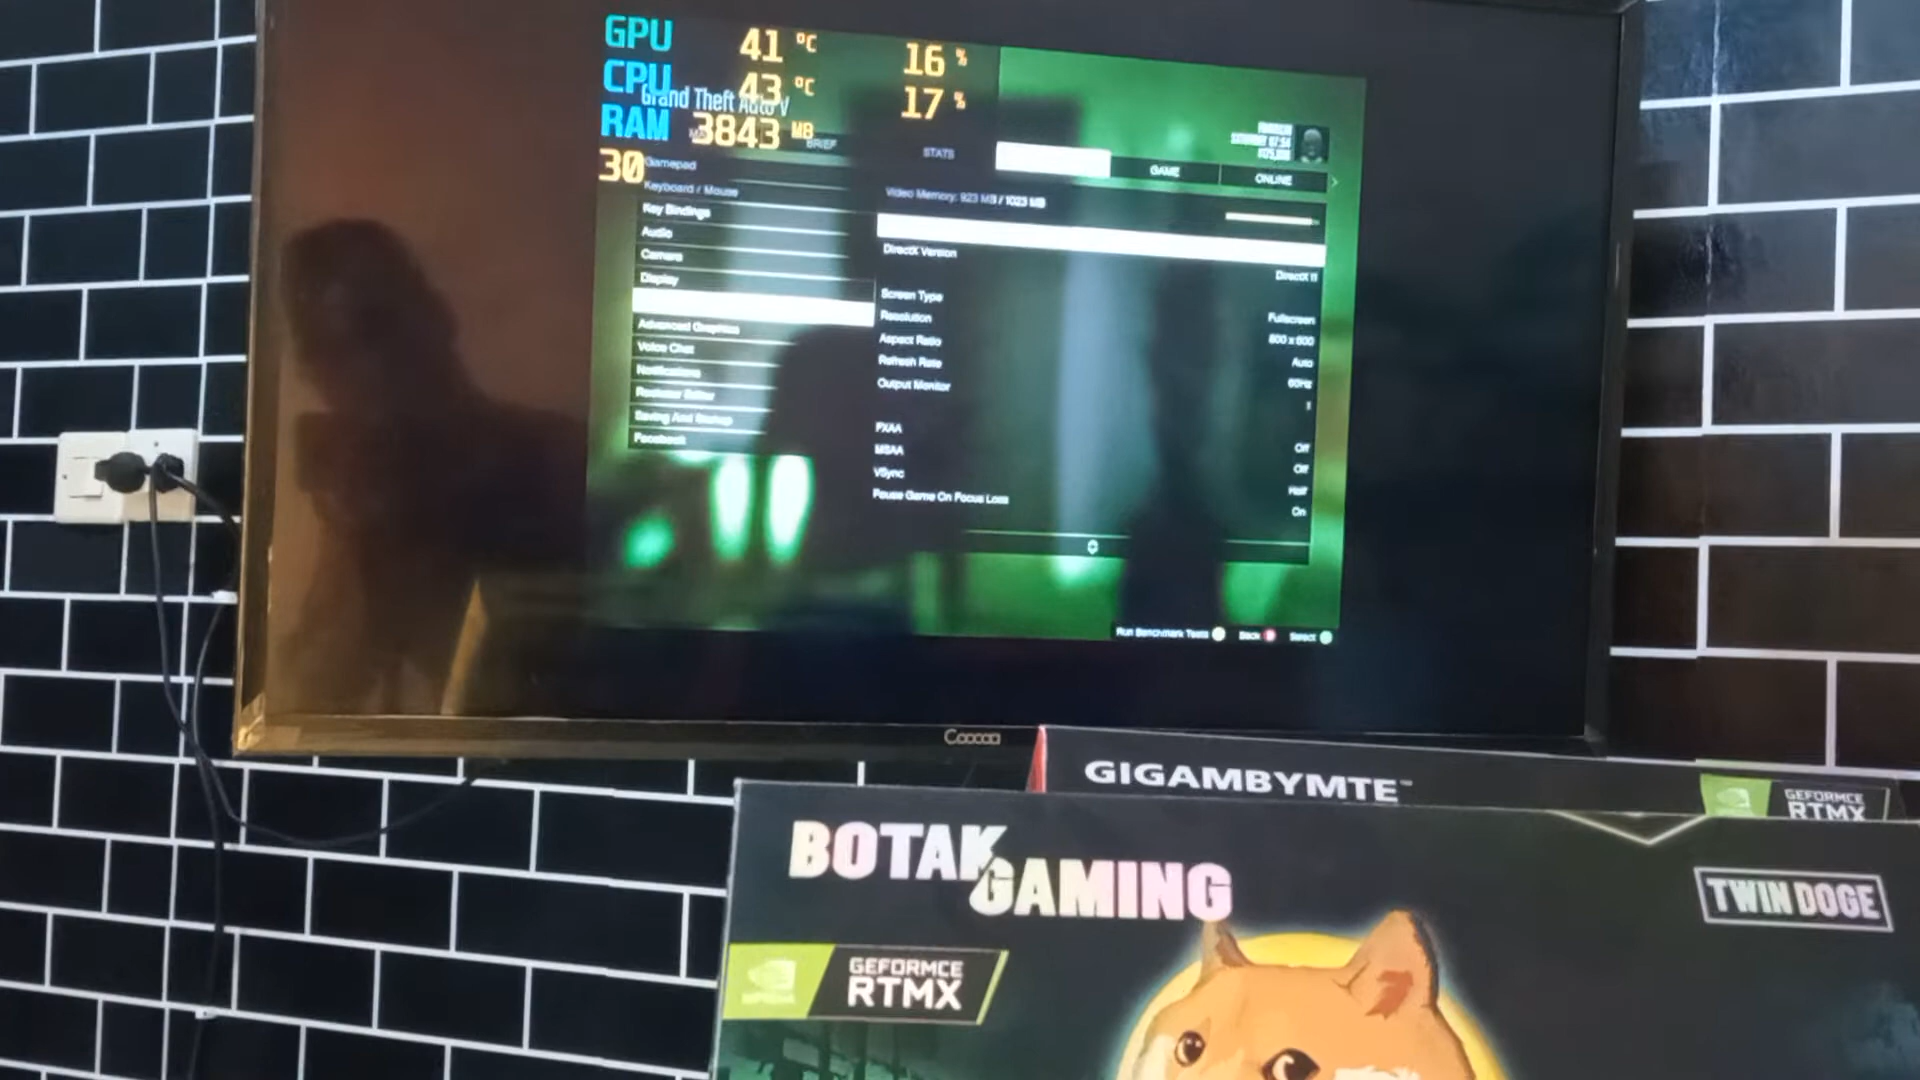 GPU 41 °C 16 %
CPU 43 °C 17 %
Grand Theft Auto V
RAM 3843 MB
30
BRIEF STATS GAME ONLINE
Gamepad
Keyboard / Mouse
Key Bindings
Audio
Camera
Display
Advanced Graphics
Voice Chat
Notifications
Rockstar Editor
Saving And Startup
Facebook
Video Memory: 923 MB / 1023 MB
DirectX Version DirectX 11
Screen Type Fullscreen
Resolution 800 x 600
Aspect Ratio Auto
Refresh Rate 60Hz
Output Monitor 1
FXAA Off
MSAA Off
VSync Half
Pause Game On Focus Loss On
Run Benchmark Tests Back Select
Coocaa
GIGAMBYMTE™
GEFORMCE
RTMX
BOTAK
GAMING
TWIN DOGE
GEFORMCE
RTMX